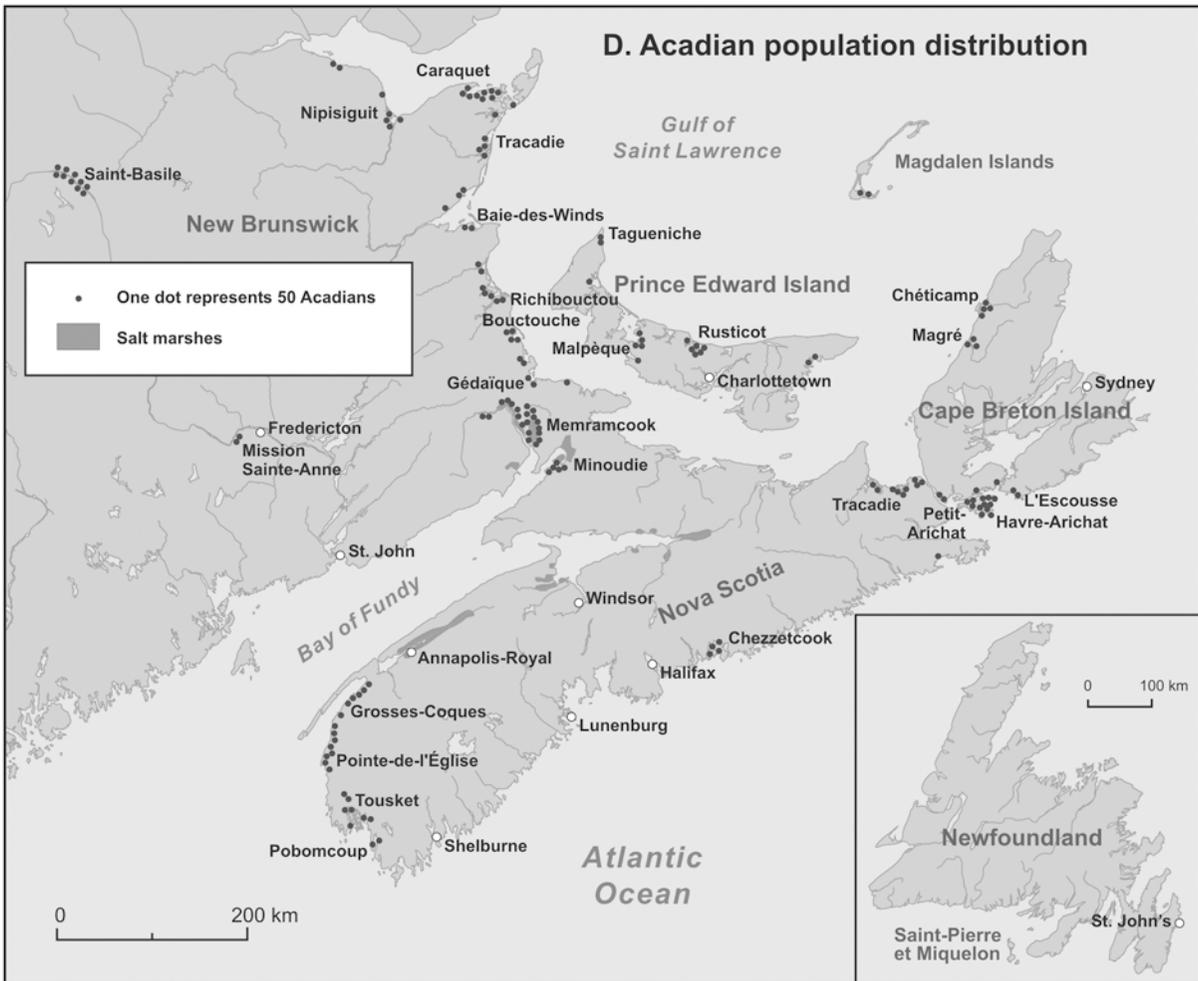 D. Acadian population distribution
Caraquet
Nipisiguit
Gulf of
Saint Lawrence
Tracadie
Magdalen Islands
Saint-Basile
New Brunswick
Baie-des-Winds
Tagueniche
One dot represents 50 Acadians
Salt marshes
Prince Edward Island
Richibouctou
Chéticamp
Bouctouche
Rusticot
Magré
Malpèque
Gédaïque
Charlottetown
Sydney
Cape Breton Island
Fredericton
Memramcook
Mission
Sainte-Anne
Minoudie
Tracadie
Petit-
Arichat
L'Escousse
Havre-Arichat
St. John
Nova Scotia
Windsor
Bay of Fundy
Chezzetcook
Annapolis-Royal
Halifax
Grosses-Coques
Lunenburg
Pointe-de-l'Église
Tousket
Shelburne
Pobomcoup
Atlantic
Ocean
0 200 km
0 100 km
Newfoundland
St. John's
Saint-Pierre
et Miquelon